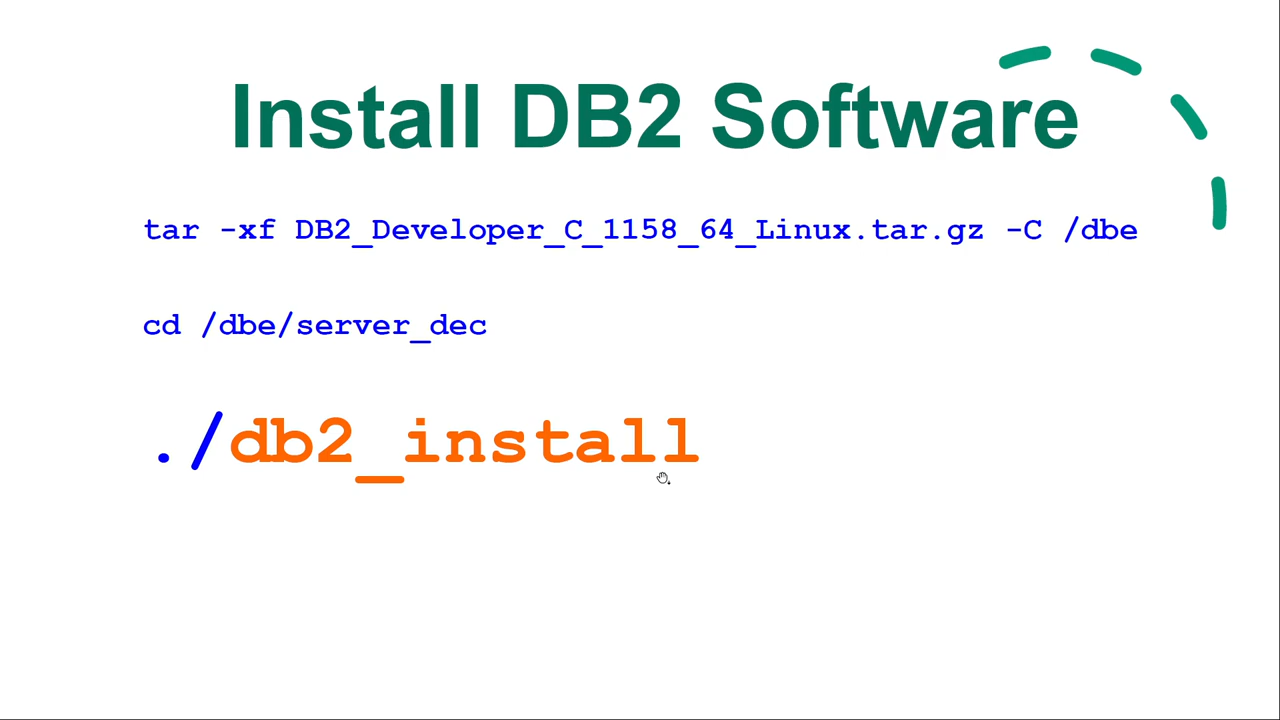 Install DB2 Software
tar -xf DB2_Developer_C_1158_64_Linux.tar.gz -C /dbe
cd /dbe/server_dec
./db2_install